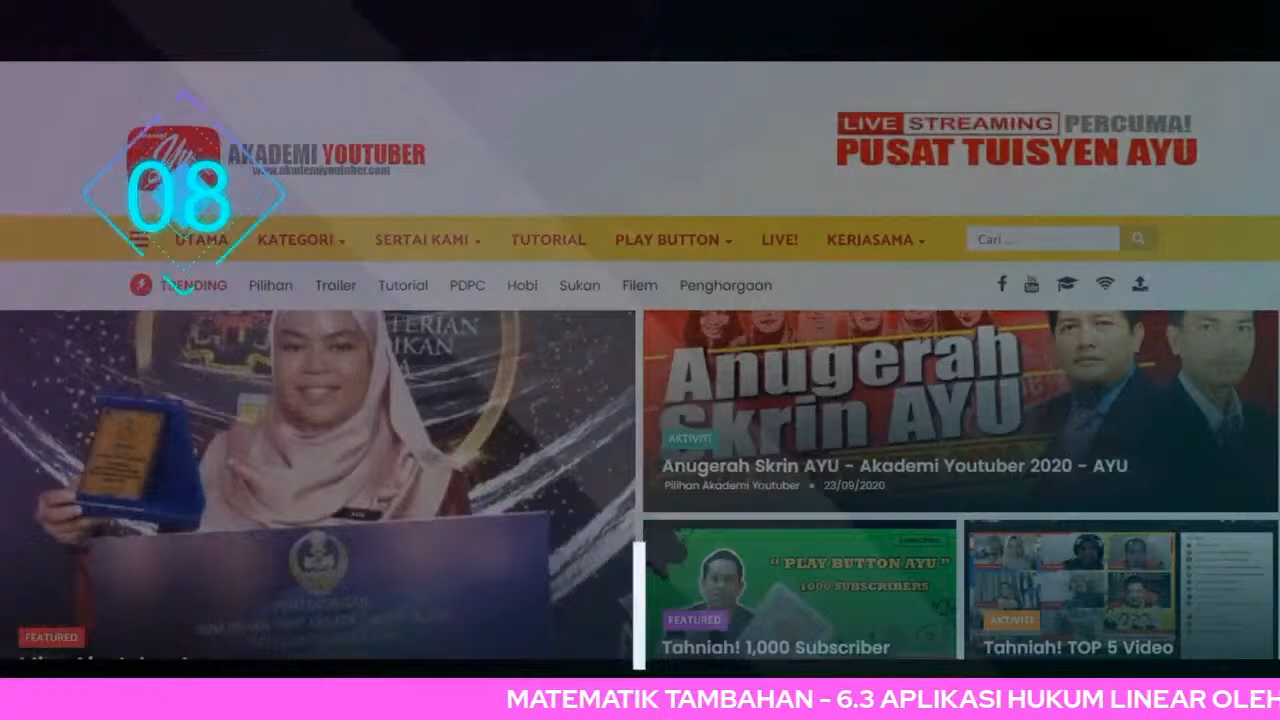 LIVE STREAMING PERCUMA!
PUSAT TUISYEN AYU
AKADEMI YOUTUBER
www.akademiyoutuber.com
08
UTAMA KATEGORI SERTAI KAMI TUTORIAL PLAY BUTTON LIVE! KERJASAMA Cari ...
TRENDING Pilihan Trailer Tutorial PDPC Hobi Sukan Filem Penghargaan
Anugerah
Skrin AYU
AKTIVITI
Anugerah Skrin AYU - Akademi Youtuber 2020 - AYU
Pilihan Akademi Youtuber 23/09/2020
"PLAY BUTTON AYU"
1000 SUBSCRIBERS
FEATURED
FEATURED
AKTIVITI
Tahniah! 1,000 Subscriber
Tahniah! TOP 5 Video
MATEMATIK TAMBAHAN - 6.3 APLIKASI HUKUM LINEAR OLEH